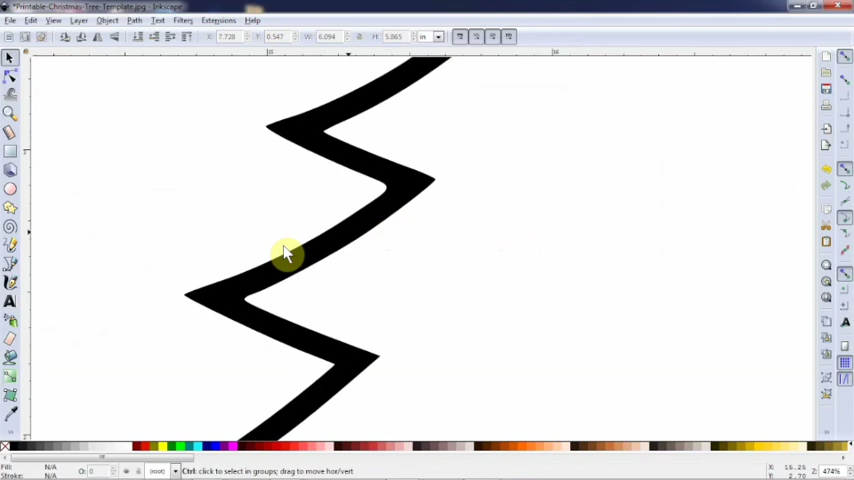 *Printable-Christmas-Tree-Template.jpg - Inkscape
File Edit View Layer Object Path Text Filters Extensions Help
X: 7.728 Y: 0.547 W: 6.094 H: 5.865 in
15 16
Fill: N/A O: 0 (root) Ctrl: click to select in groups; drag to move hor/vert X: 15.25 Z: 474%
Stroke: N/A Y: 2.70